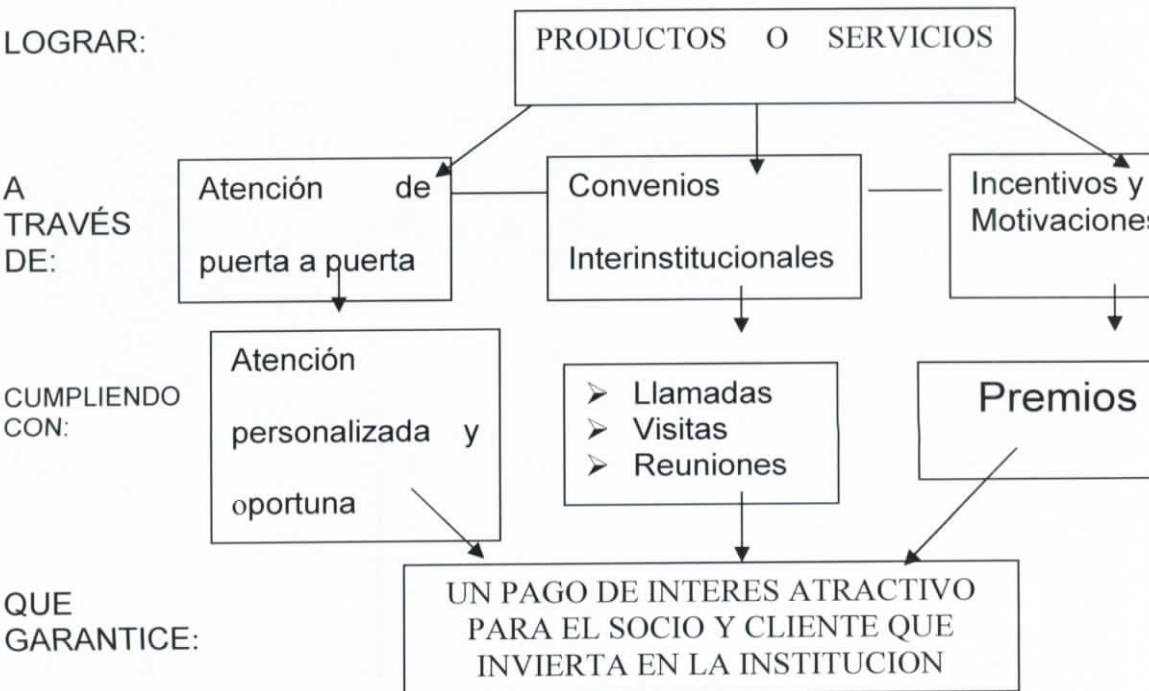 LOGRAR:
PRODUCTOS O SERVICIOS
A
TRAVÉS
DE:
Atención de
puerta a puerta
Convenios
Interinstitucionales
Incentivos y
Motivaciones
CUMPLIENDO
CON:
Atención
personalizada y
oportuna
➢ Llamadas
➢ Visitas
➢ Reuniones
Premios
QUE
GARANTICE:
UN PAGO DE INTERES ATRACTIVO
PARA EL SOCIO Y CLIENTE QUE
INVIERTA EN LA INSTITUCION